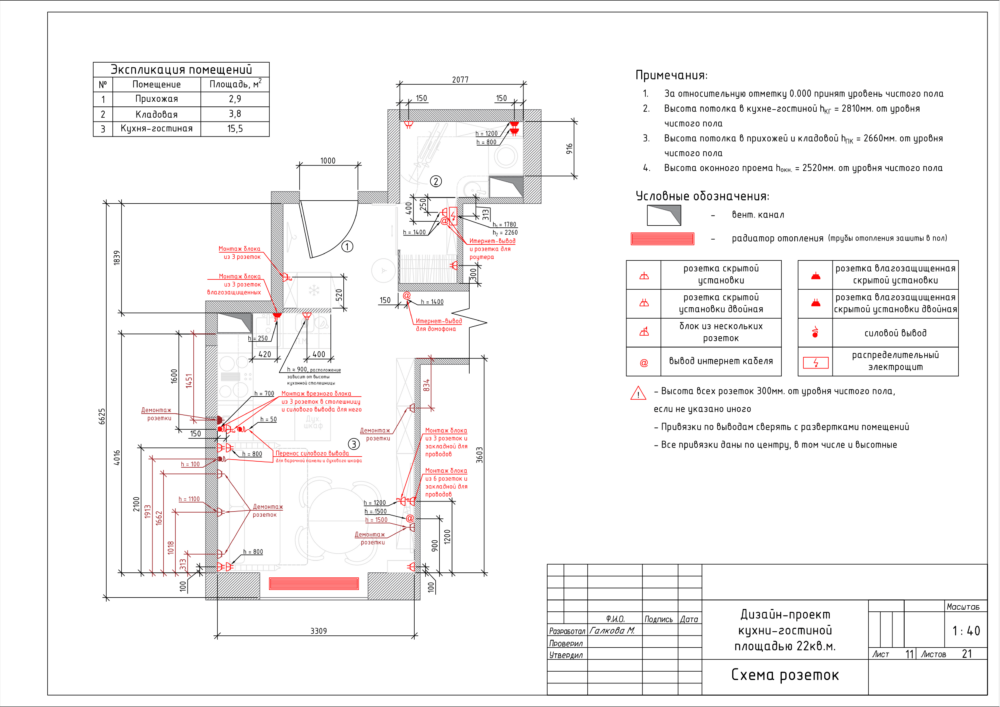 Экспликация помещений
№ Помещение Площадь, м²
1 Прихожая 2,9
2 Кладовая 3,8
3 Кухня-гостиная 15,5
Примечания:
1. За относительную отметку 0.000 принят уровень чистого пола
2. Высота потолка в кухне-гостиной hКГ = 2810мм. от уровня
чистого пола
3. Высота потолка в прихожей и кладовой hПК = 2660мм. от уровня
чистого пола
4. Высота оконного проема hокн. = 2520мм. от уровня чистого пола
Условные обозначения:
– вент. канал
– радиатор отопления (трубы отопления зашиты в пол)
розетка скрытой
установки
розетка скрытой
установки двойная
блок из нескольких
розеток
@ вывод интернет кабеля
розетка влагозащищенная
скрытой установки
розетка влагозащищенная
скрытой установки двойная
силовой вывод
распределительный
электрощит
! – Высота всех розеток 300мм. от уровня чистого пола,
если не указано иного
– Привязки по выводам сверять с развертками помещений
– Все привязки даны по центру, в том числе и высотные
2077
150
150
h = 1200
h = 800
916
1000
2
250
400
313
h = 1400
h₁ = 1780
h₂ = 2260
Итернет-вывод
и розетка для
роутера
300
1
1839
Монтаж блока
из 3 розеток
Монтаж блока
из 3 розеток
влагозащищенных
520
150
@
h = 1400
Итернет-вывод
для домофона
h = 250
420
400
h = 900, расположение
зависит от высоты
кухонной столешницы
1600
1451
h = 700
Монтаж врезного блока
из 3 розеток в столешницу
и силового вывода для него
834
Демонтаж
розетки
h = 50
150
6625
4016
3
Демонтаж
розетки
Монтаж блока
из 3 розеток и
закладной для
проводов
h = 800
Перенос силового вывода
для варочной панели и духового шкафа
h = 100
3603
Монтаж блока
из 6 розеток и
закладной для
проводов
2100
1913
1662
h = 1100
Демонтаж
розеток
h = 1200
h = 1500
h = 1500
@
Демонтаж
розетки
1018
900
1200
313
h = 800
100
100
3309
Ф.И.О. Подпись Дата
Разработал Галкова М.
Проверил
Утвердил
Дизайн-проект
кухни-гостиной
площадью 22кв.м.
Схема розеток
Масштаб
1 : 40
Лист 11 Листов 21